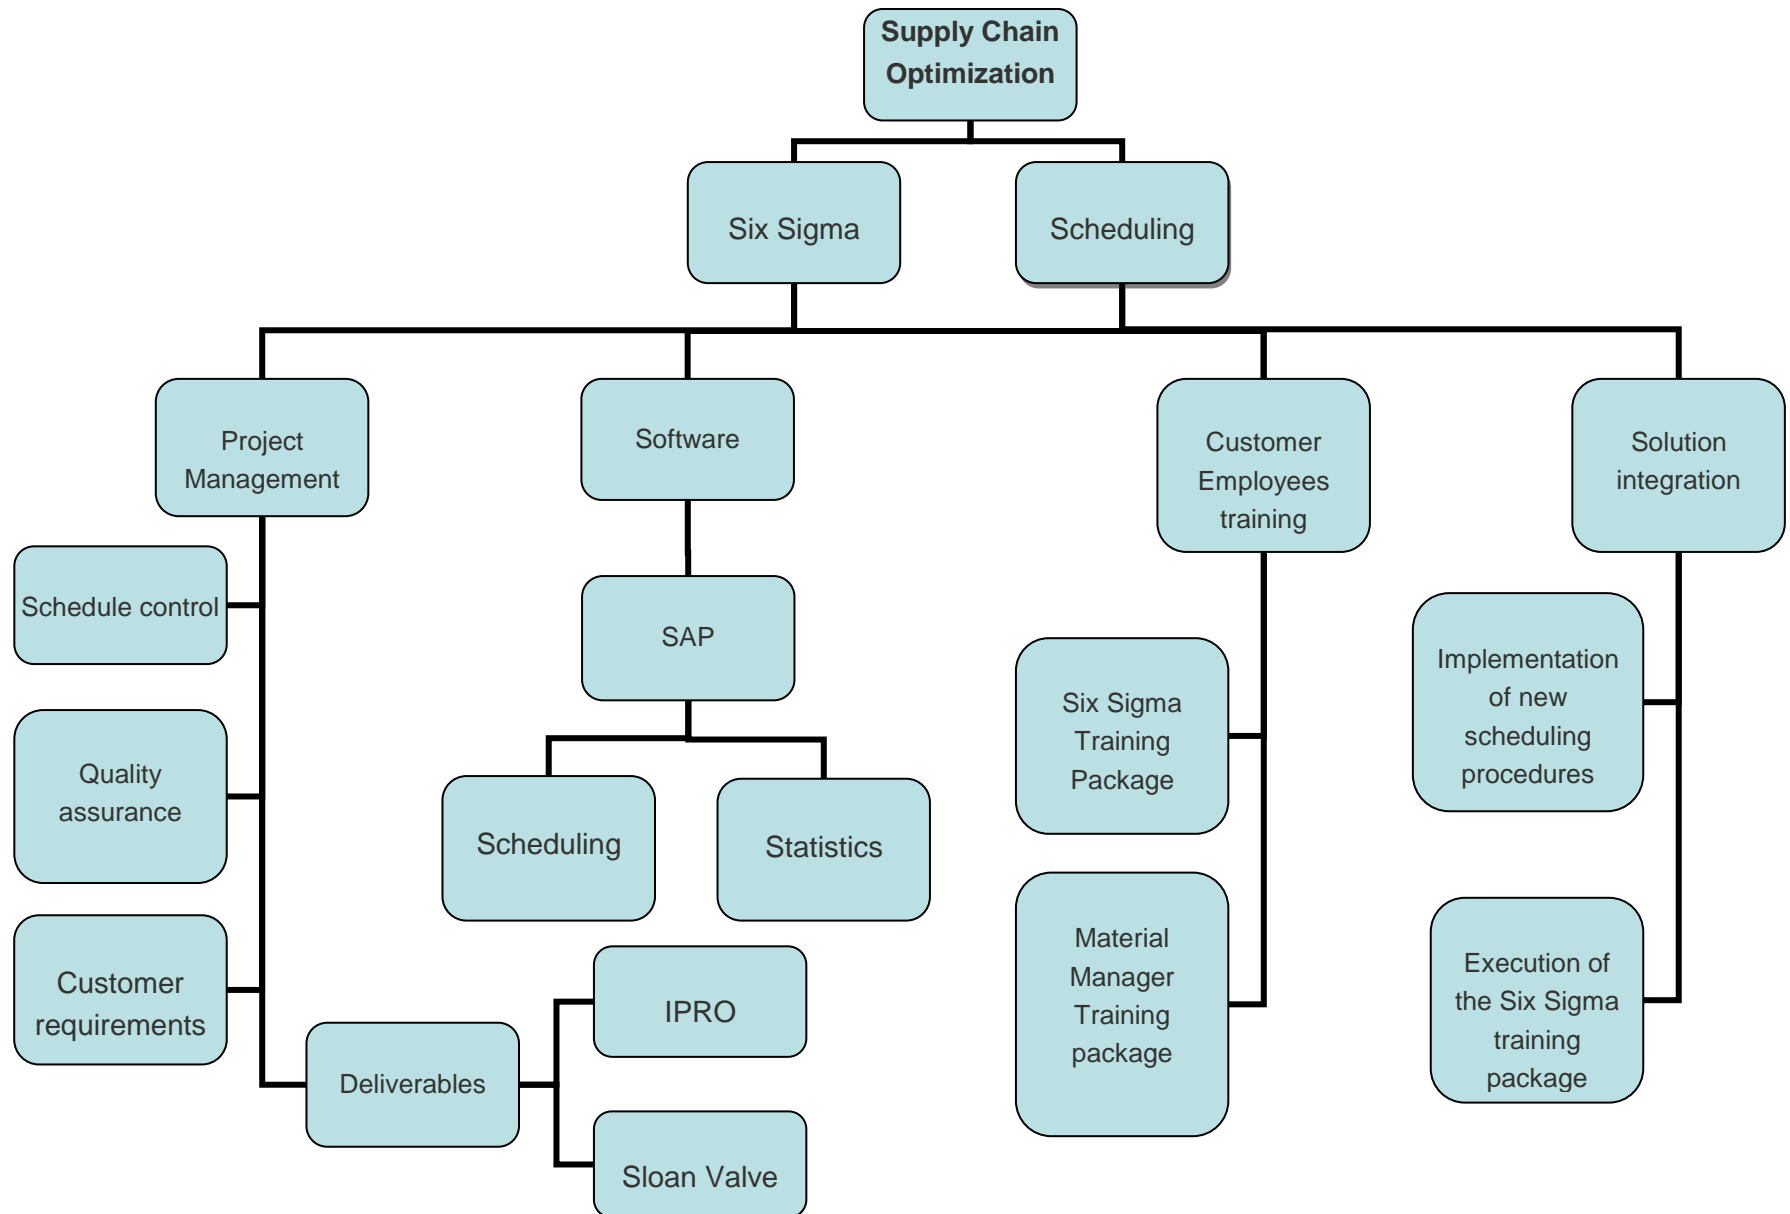 Supply Chain
Optimization
Six Sigma
Scheduling
Project
Management
Software
Customer
Employees
training
Solution
integration
Schedule control
SAP
Implementation
of new
scheduling
procedures
Six Sigma
Training
Package
Quality
assurance
Scheduling
Statistics
Customer
requirements
Material
Manager
Training
package
Execution of
the Six Sigma
training
package
IPRO
Deliverables
Sloan Valve